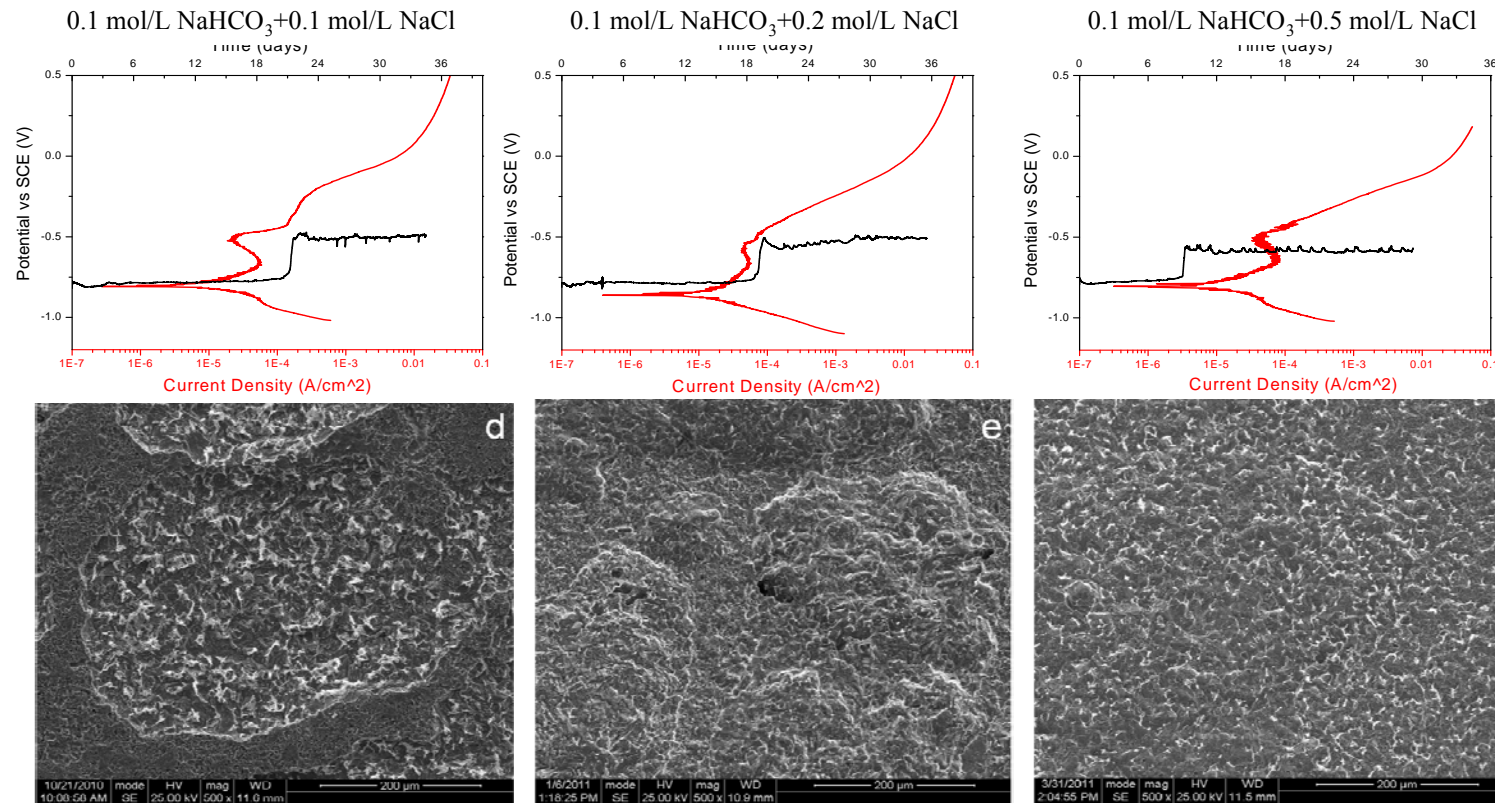 0.1 mol/L NaHCO₃+0.1 mol/L NaCl
Time (days)
0 6 12 18 24 30 36
0.5
0.0
-0.5
-1.0
Potential vs SCE (V)
1E-7 1E-6 1E-5 1E-4 1E-3 0.01 0.1
Current Density (A/cm^2)
0.1 mol/L NaHCO₃+0.2 mol/L NaCl
Time (days)
0 6 12 18 24 30 36
0.5
0.0
-0.5
-1.0
Potential vs SCE (V)
1E-7 1E-6 1E-5 1E-4 1E-3 0.01 0.1
Current Density (A/cm^2)
0.1 mol/L NaHCO₃+0.5 mol/L NaCl
Time (days)
0 6 12 18 24 30 36
0.5
0.0
-0.5
-1.0
Potential vs SCE (V)
1E-7 1E-6 1E-5 1E-4 1E-3 0.01 0.1
Current Density (A/cm^2)
d
10/21/2010 mode HV mag WD 200 µm
10:08:58 AM SE 25.00 kV 500 x 11.0 mm
e
1/6/2011 mode HV mag WD 200 µm
1:18:25 PM SE 25.00 kV 500 x 10.9 mm
3/31/2011 mode HV mag WD 200 µm
2:04:55 PM SE 25.00 kV 500 x 11.5 mm